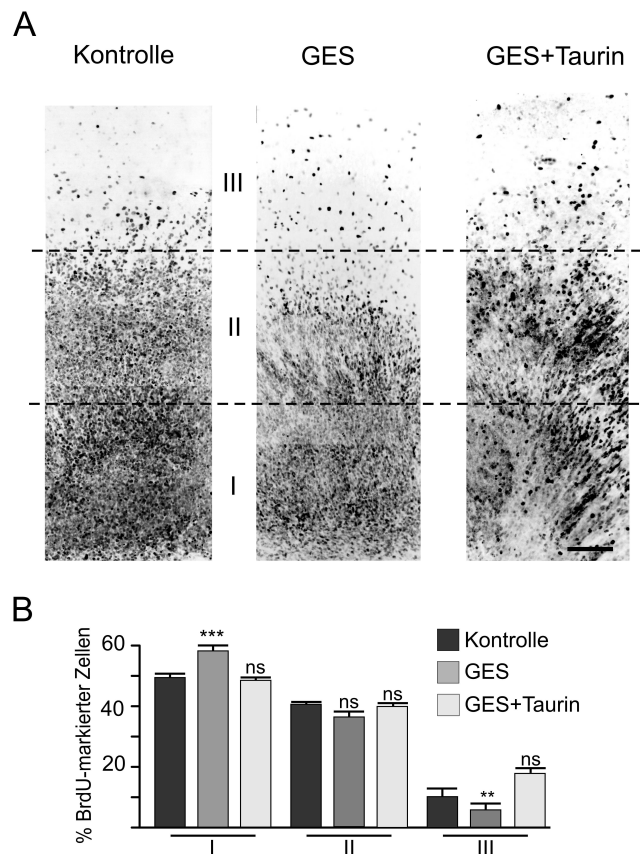 A
Kontrolle GES GES+Taurin
III
II
I
B
% BrdU-markierter Zellen
60
40
20
***
ns
ns
ns
**
ns
Kontrolle
GES
GES+Taurin
I II III